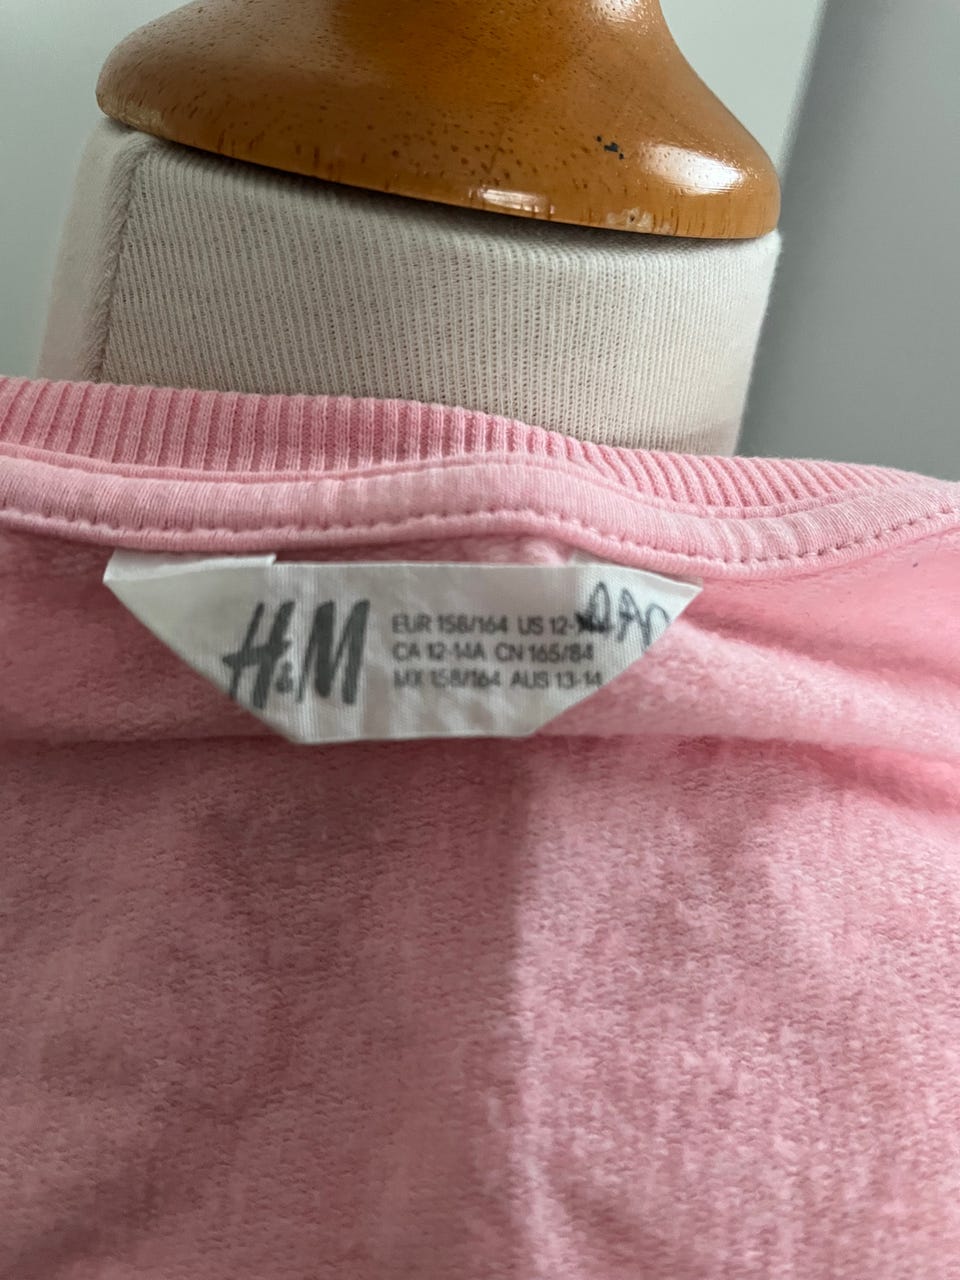 H&M
EUR 158/164 US 12-
CA 12-14A CN 165/84
MX 158/164 AUS 13-14